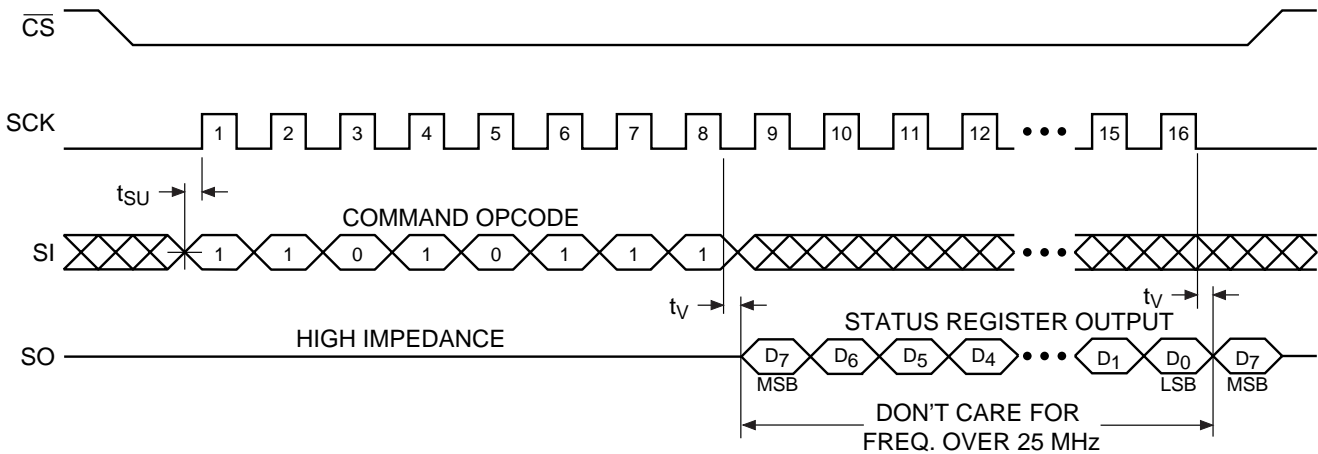 CS
SCK
1 2 3 4 5 6 7 8 9 10 11 12 ••• 15 16
tSU
COMMAND OPCODE
SI
1 1 0 1 0 1 1 1 •••
tV tV
HIGH IMPEDANCE
STATUS REGISTER OUTPUT
SO
D7 D6 D5 D4 ••• D1 D0 D7
MSB LSB MSB
DON'T CARE FOR
FREQ. OVER 25 MHz